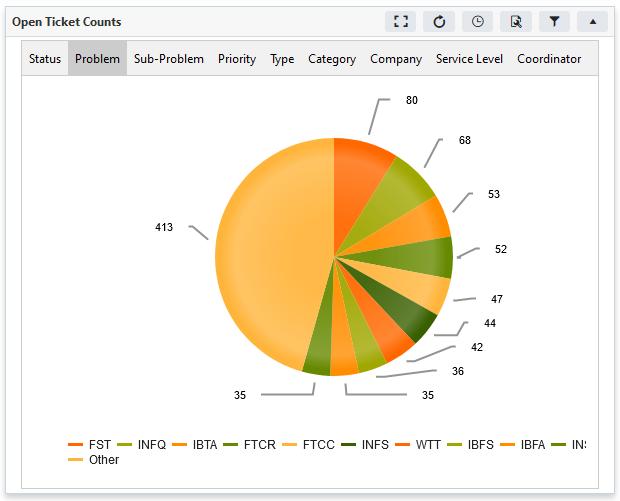 Open Ticket Counts
Status Problem Sub-Problem Priority Type Category Company Service Level Coordinator
80
68
53
413
52
47
44
42
36
35 35
FST INFQ IBTA FTCR FTCC INFS WTT IBFS IBFA
Other